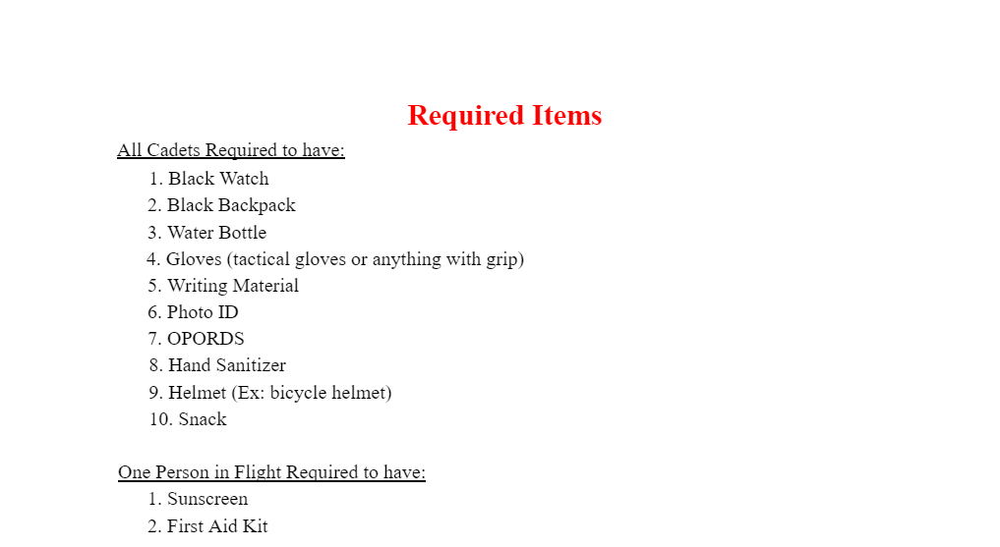 Required Items
All Cadets Required to have:
1. Black Watch
2. Black Backpack
3. Water Bottle
4. Gloves (tactical gloves or anything with grip)
5. Writing Material
6. Photo ID
7. OPORDS
8. Hand Sanitizer
9. Helmet (Ex: bicycle helmet)
10. Snack
One Person in Flight Required to have:
1. Sunscreen
2. First Aid Kit